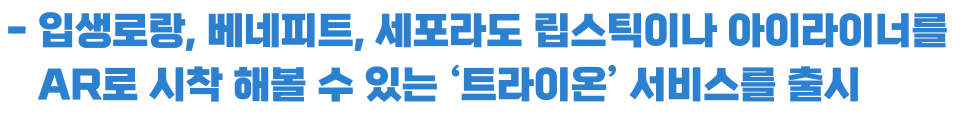 - 입생로랑, 베네피트, 세포라도 립스틱이나 아이라이너를
AR로 시착 해볼 수 있는 ‘트라이온’ 서비스를 출시